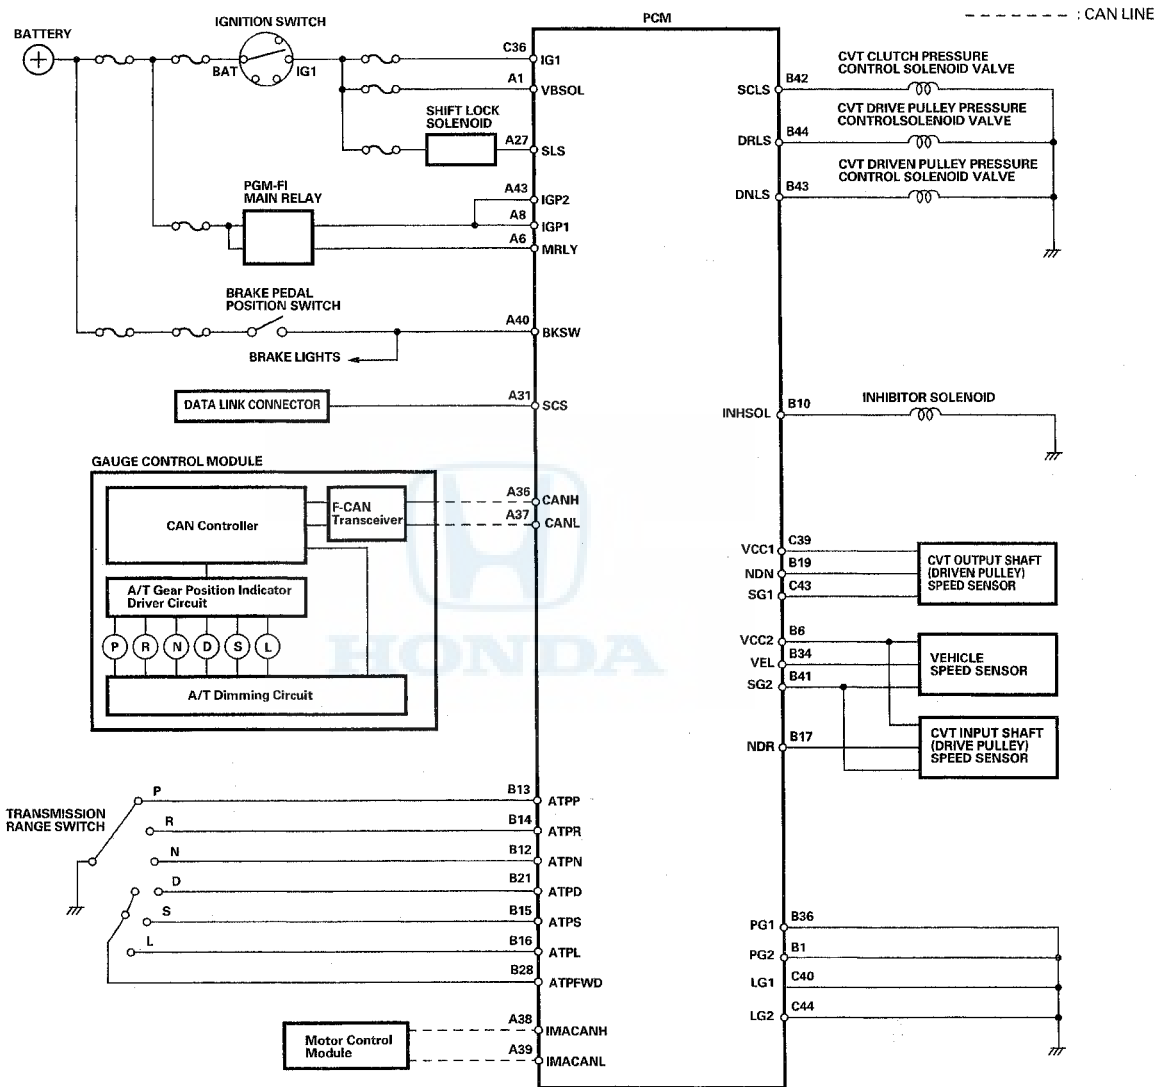 PCM
- - - - - - : CAN LINE
BATTERY
IGNITION SWITCH
BAT
IG1
C36
IG1
A1
VBSOL
SHIFT LOCK
SOLENOID
A27
SLS
PGM-FI
MAIN RELAY
A43
IGP2
A8
IGP1
A6
MRLY
BRAKE PEDAL
POSITION SWITCH
A40
BKSW
BRAKE LIGHTS
DATA LINK CONNECTOR
A31
SCS
GAUGE CONTROL MODULE
CAN Controller
F-CAN
Transceiver
A36
CANH
A37
CANL
A/T Gear Position Indicator
Driver Circuit
P
R
N
D
S
L
A/T Dimming Circuit
HONDA
TRANSMISSION
RANGE SWITCH
P
B13
ATPP
R
B14
ATPR
N
B12
ATPN
D
B21
ATPD
S
B15
ATPS
L
B16
ATPL
B28
ATPFWD
Motor Control
Module
A38
IMACANH
A39
IMACANL
SCLS
B42
CVT CLUTCH PRESSURE
CONTROL SOLENOID VALVE
DRLS
B44
CVT DRIVE PULLEY PRESSURE
CONTROLSOLENOID VALVE
DNLS
B43
CVT DRIVEN PULLEY PRESSURE
CONTROL SOLENOID VALVE
INHSOL
B10
INHIBITOR SOLENOID
VCC1
C39
NDN
B19
SG1
C43
CVT OUTPUT SHAFT
(DRIVEN PULLEY)
SPEED SENSOR
VCC2
B6
VEL
B34
SG2
B41
VEHICLE
SPEED SENSOR
NDR
B17
CVT INPUT SHAFT
(DRIVE PULLEY)
SPEED SENSOR
PG1
B36
PG2
B1
LG1
C40
LG2
C44